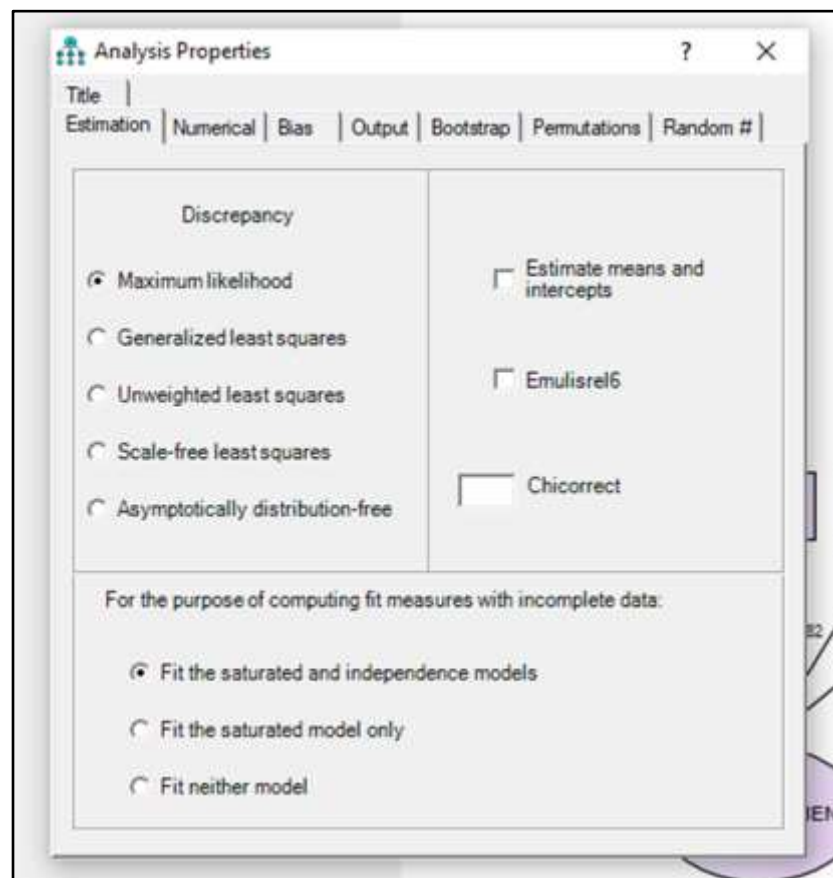 Analysis Properties
?
Title
Estimation Numerical Bias Output Bootstrap Permutations Random #
Discrepancy
Maximum likelihood
Generalized least squares
Unweighted least squares
Scale-free least squares
Asymptotically distribution-free
Estimate means and
intercepts
Emulisrel6
Chicorrect
For the purpose of computing fit measures with incomplete data:
Fit the saturated and independence models
Fit the saturated model only
Fit neither model